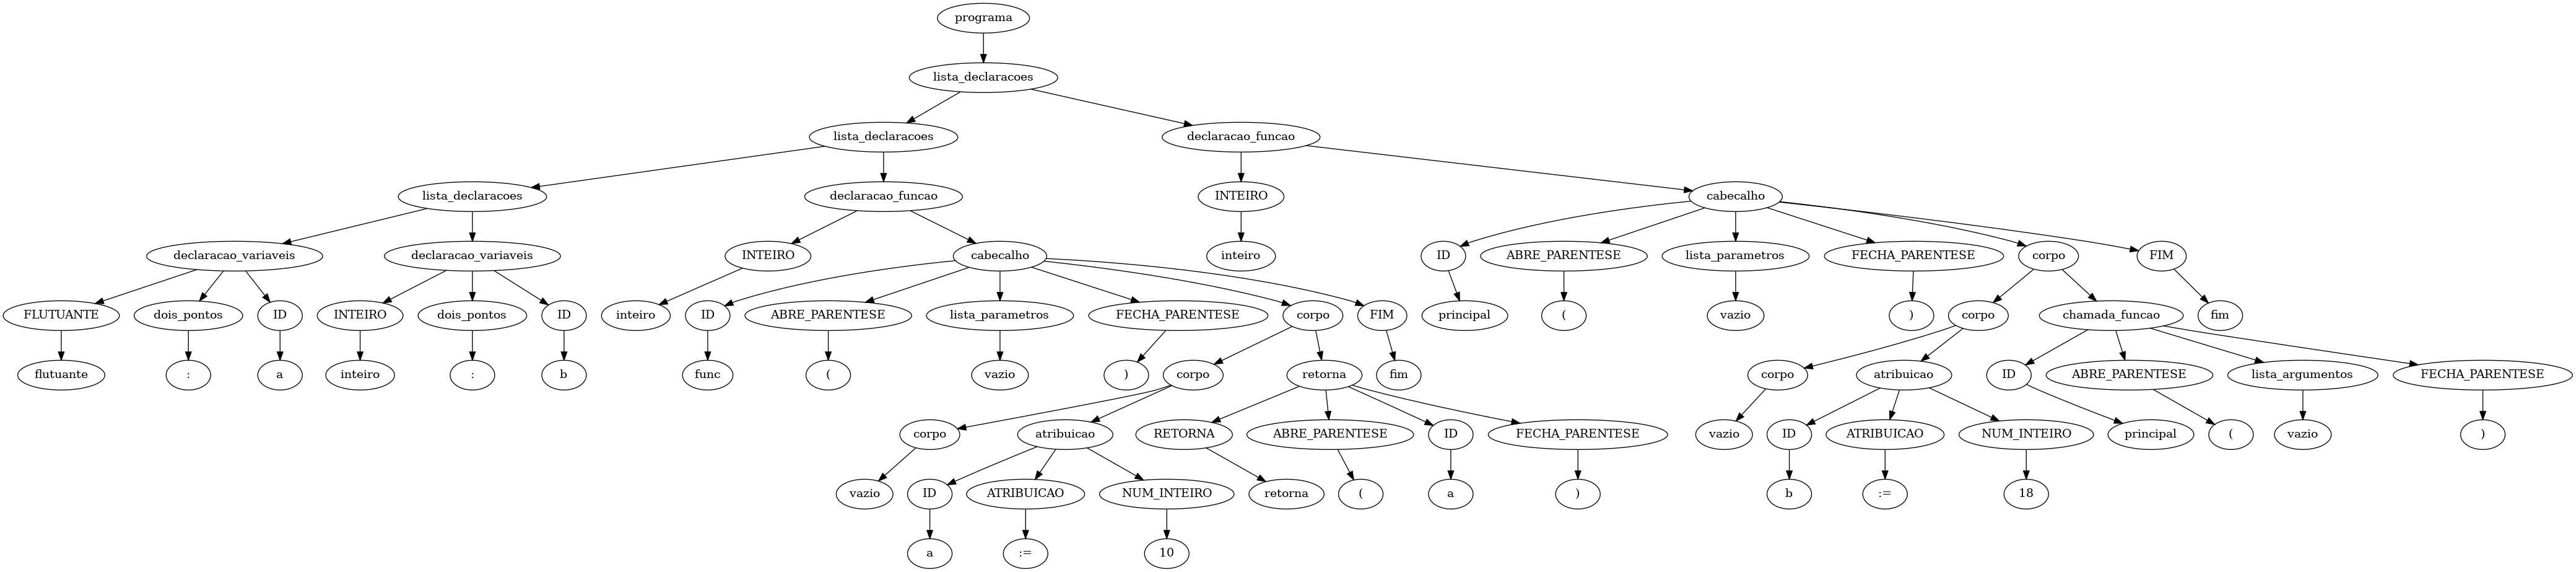 programa
lista_declaracoes
lista_declaracoes declaracao_funcao
lista_declaracoes declaracao_funcao INTEIRO cabecalho
declaracao_variaveis declaracao_variaveis INTEIRO cabecalho inteiro ID ABRE_PARENTESE lista_parametros FECHA_PARENTESE corpo FIM
FLUTUANTE dois_pontos ID INTEIRO dois_pontos ID inteiro ID ABRE_PARENTESE lista_parametros FECHA_PARENTESE corpo FIM principal ( vazio ) corpo chamada_funcao fim
flutuante : a inteiro : b func ( vazio ) corpo retorna fim corpo atribuicao ID ABRE_PARENTESE lista_argumentos FECHA_PARENTESE
corpo atribuicao RETORNA ABRE_PARENTESE ID FECHA_PARENTESE vazio ID ATRIBUICAO NUM_INTEIRO principal ( vazio )
vazio ID ATRIBUICAO NUM_INTEIRO retorna ( a ) b := 18
a := 10